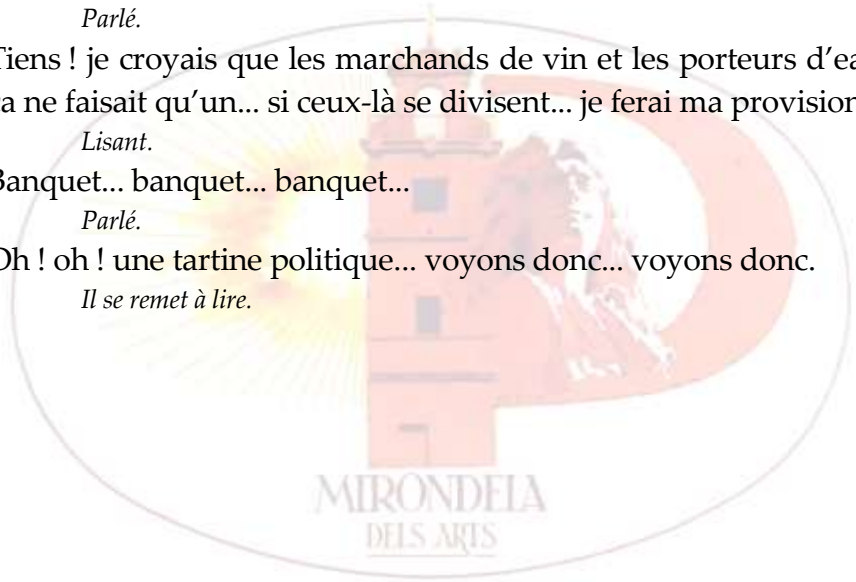 Parlé.
Tiens ! je croyais que les marchands de vin et les porteurs d'ea
ça ne faisait qu'un... si ceux-là se divisent... je ferai ma provision
Lisant.
Banquet... banquet... banquet...
Parlé.
Oh ! oh ! une tartine politique... voyons donc... voyons donc.
Il se remet à lire.
MIRONDELA
DELS ARTS